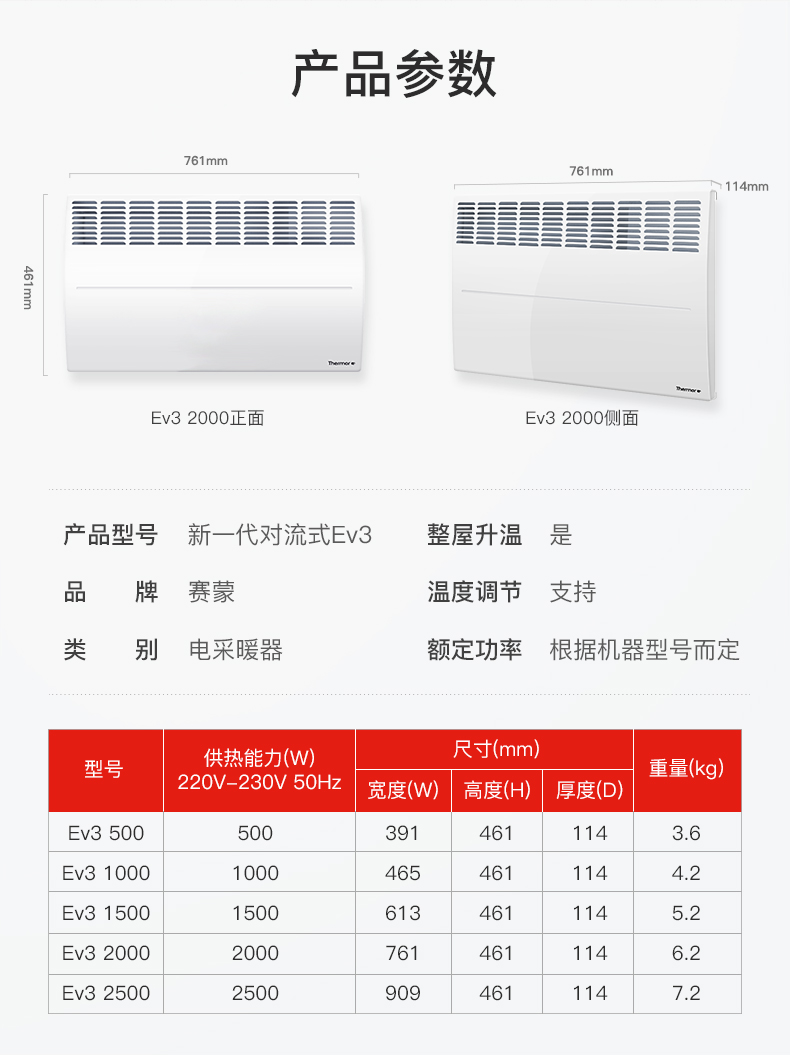 产品参数
761mm
461mm
Thermor
Ev3 2000正面
761mm
114mm
Thermor
Ev3 2000侧面
产品型号 新一代对流式Ev3 整屋升温 是
品 牌 赛蒙 温度调节 支持
类 别 电采暖器 额定功率 根据机器型号而定
型号 供热能力(W) 220V-230V 50Hz 尺寸(mm) 重量(kg)
宽度(W) 高度(H) 厚度(D)
Ev3 500 500 391 461 114 3.6
Ev3 1000 1000 465 461 114 4.2
Ev3 1500 1500 613 461 114 5.2
Ev3 2000 2000 761 461 114 6.2
Ev3 2500 2500 909 461 114 7.2